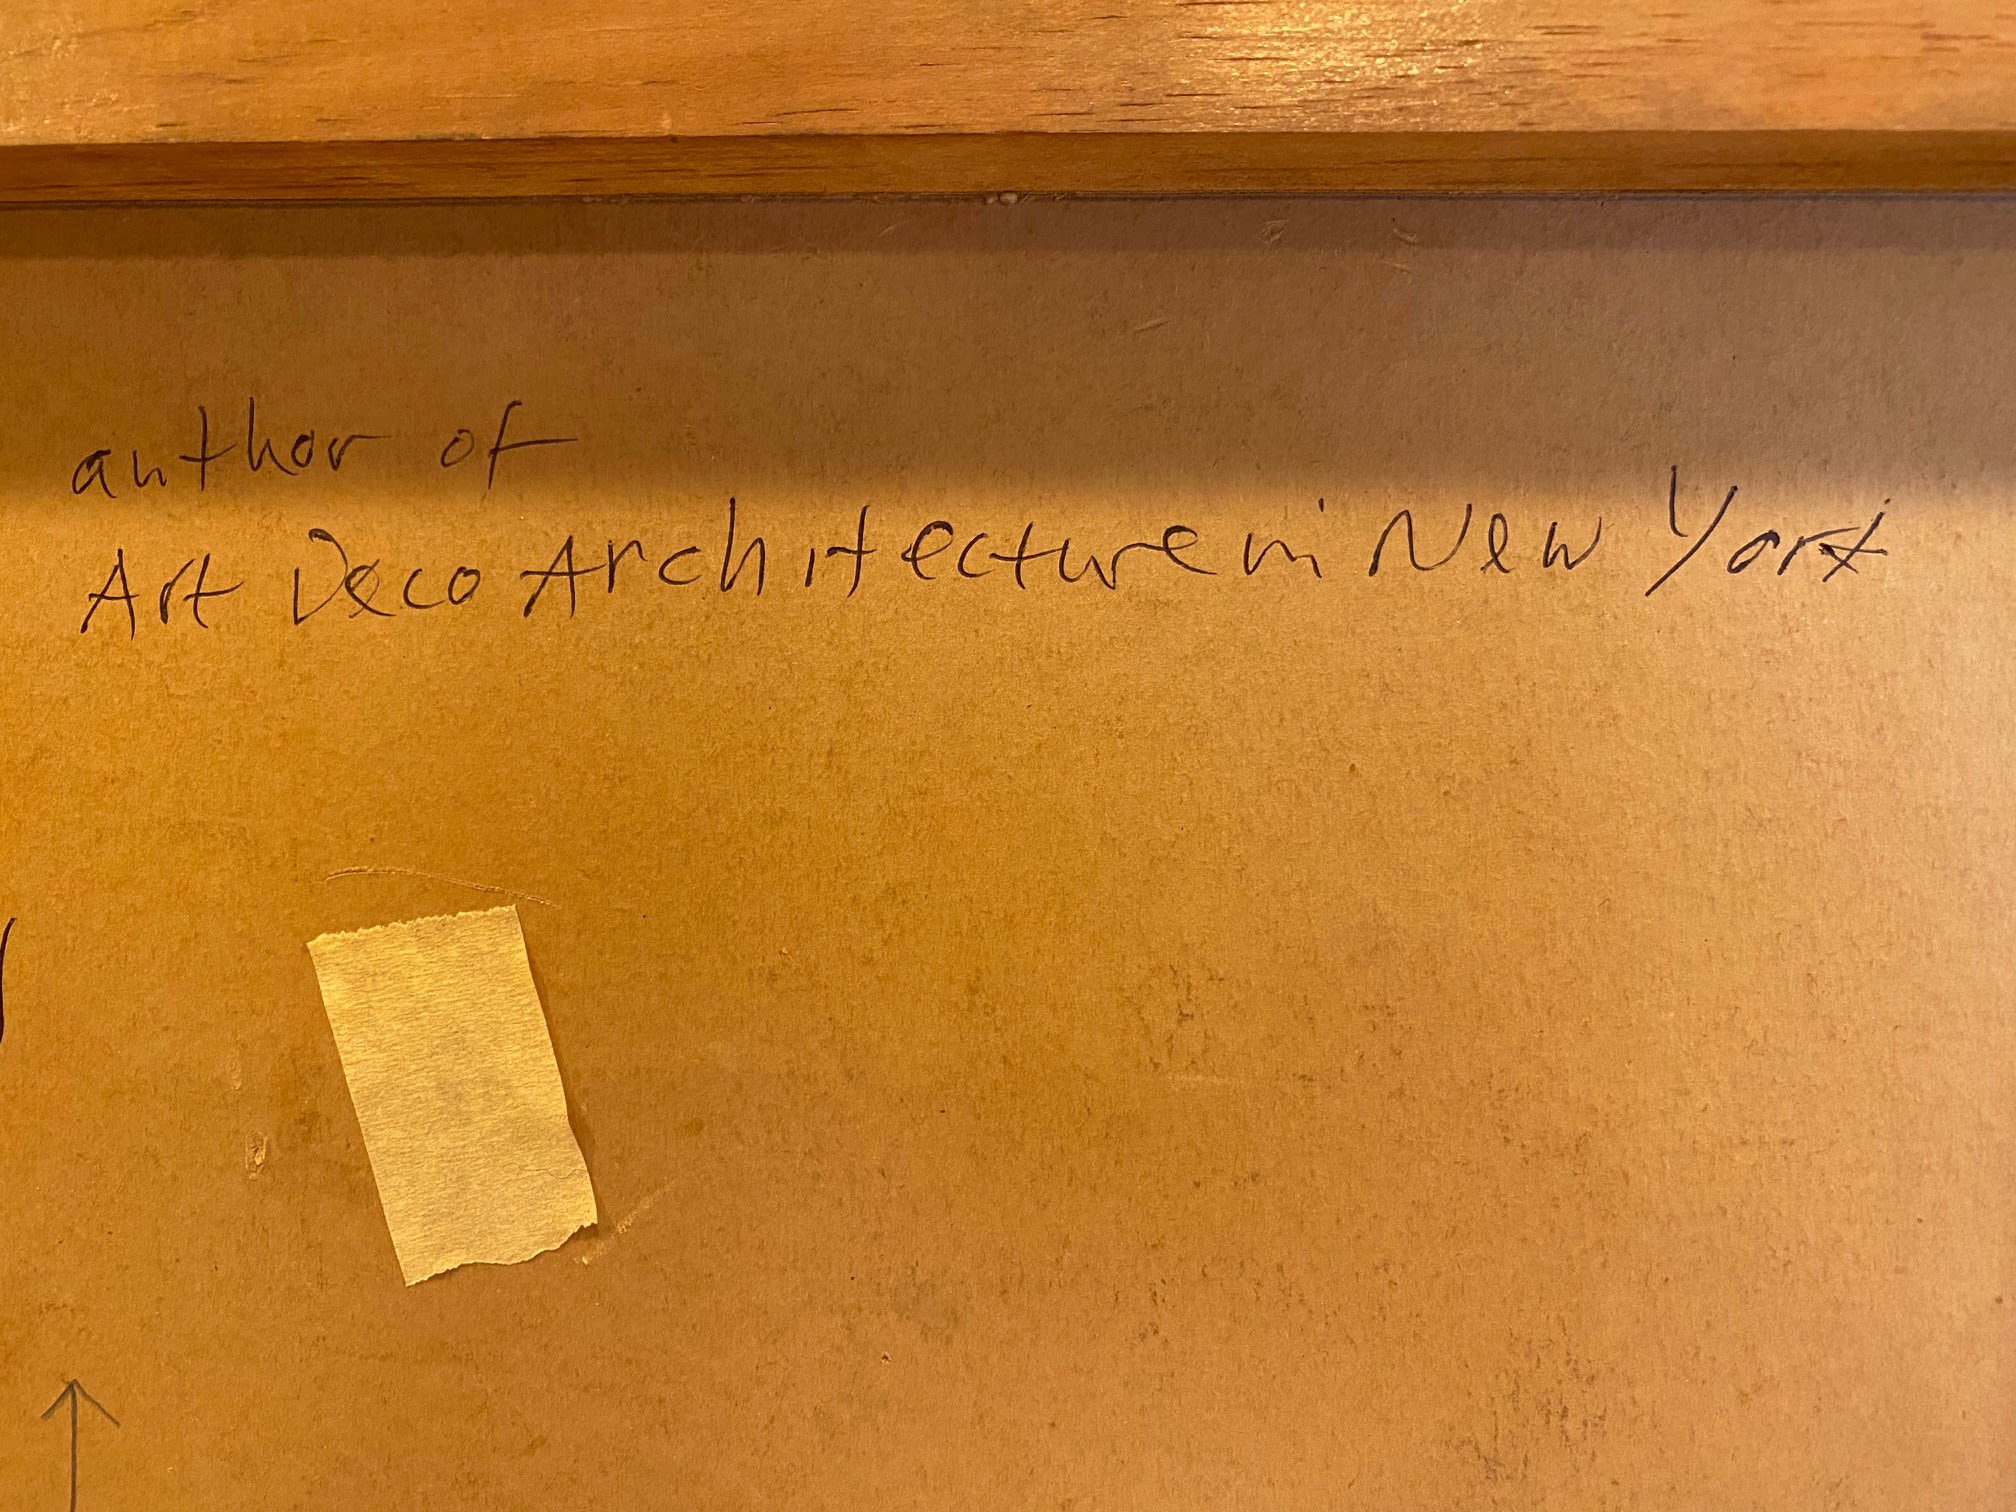 author of
Art Deco Architecture in New York